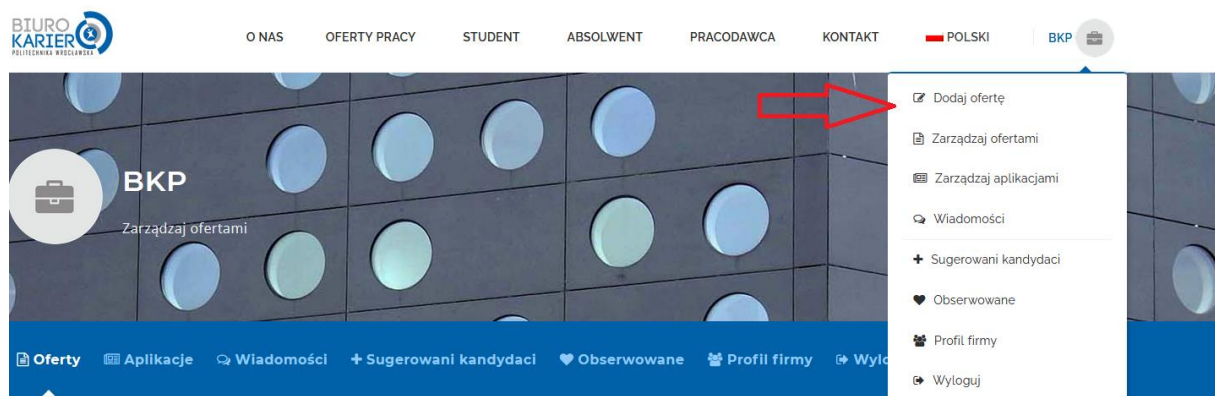 BIURO
KARIER
POLITECHNIKA WROCŁAWSKA
O NAS OFERTY PRACY STUDENT ABSOLWENT PRACODAWCA KONTAKT POLSKI BKP
Dodaj ofertę
Zarządzaj ofertami
Zarządzaj aplikacjami
Wiadomości
Sugerowani kandydaci
Obserwowane
Profil firmy
Wyloguj
BKP
Zarządzaj ofertami
Oferty Aplikacje Wiadomości + Sugerowani kandydaci Obserwowane Profil firmy